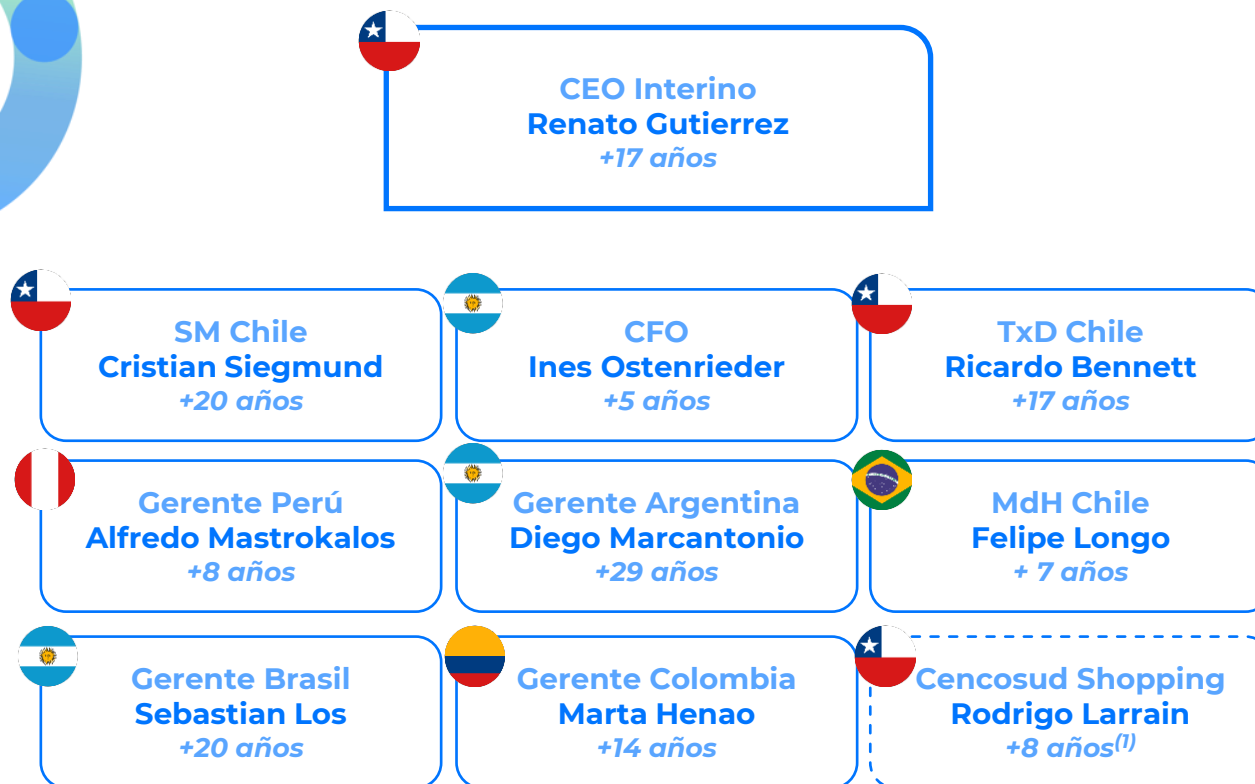 CEO Interino
Renato Gutierrez
+17 años
SM Chile
Cristian Siegmund
+20 años
CFO
Ines Ostenrieder
+5 años
TxD Chile
Ricardo Bennett
+17 años
Gerente Perú
Alfredo Mastrokalos
+8 años
Gerente Argentina
Diego Marcantonio
+29 años
MdH Chile
Felipe Longo
+ 7 años
Gerente Brasil
Sebastian Los
+20 años
Gerente Colombia
Marta Henao
+14 años
Cencosud Shopping
Rodrigo Larrain
+8 años(1)